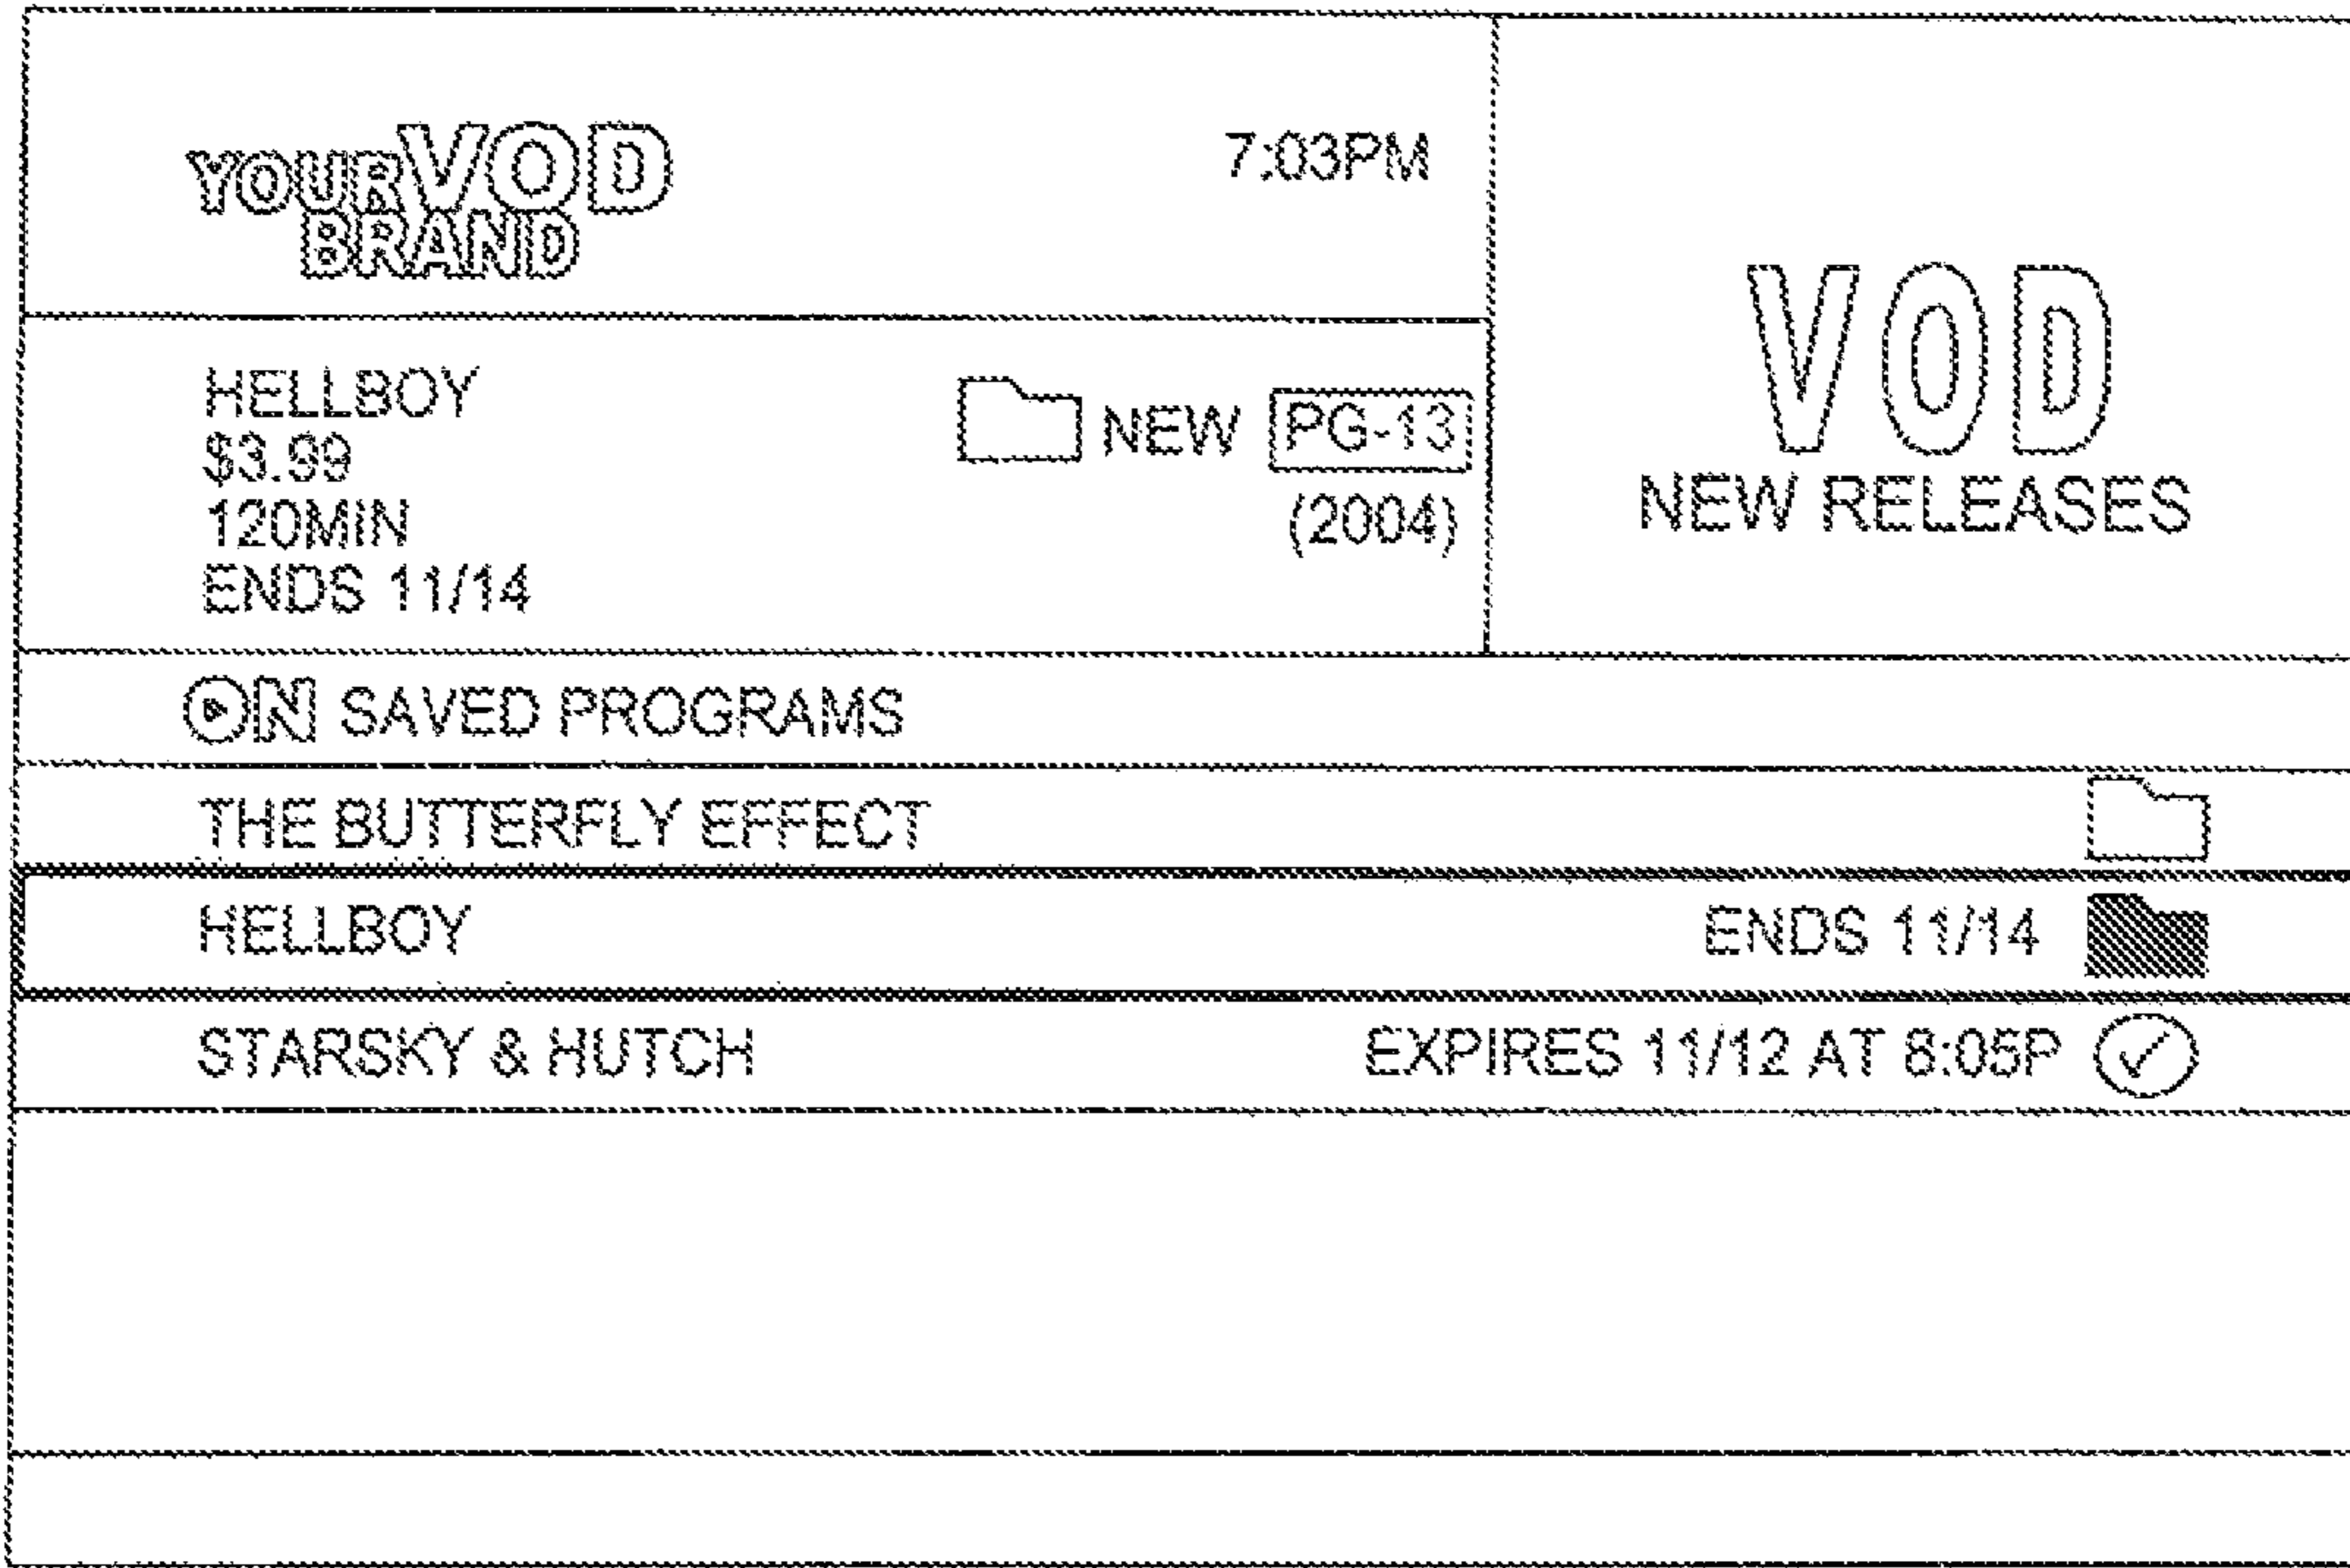 YOUR VOD
BRAND
7:03PM
HELLBOY
$3.99
120MIN
ENDS 11/14
NEW PG-13
(2004)
VOD
NEW RELEASES
ON SAVED PROGRAMS
THE BUTTERFLY EFFECT
HELLBOY ENDS 11/14
STARSKY & HUTCH EXPIRES 11/12 AT 8:05P